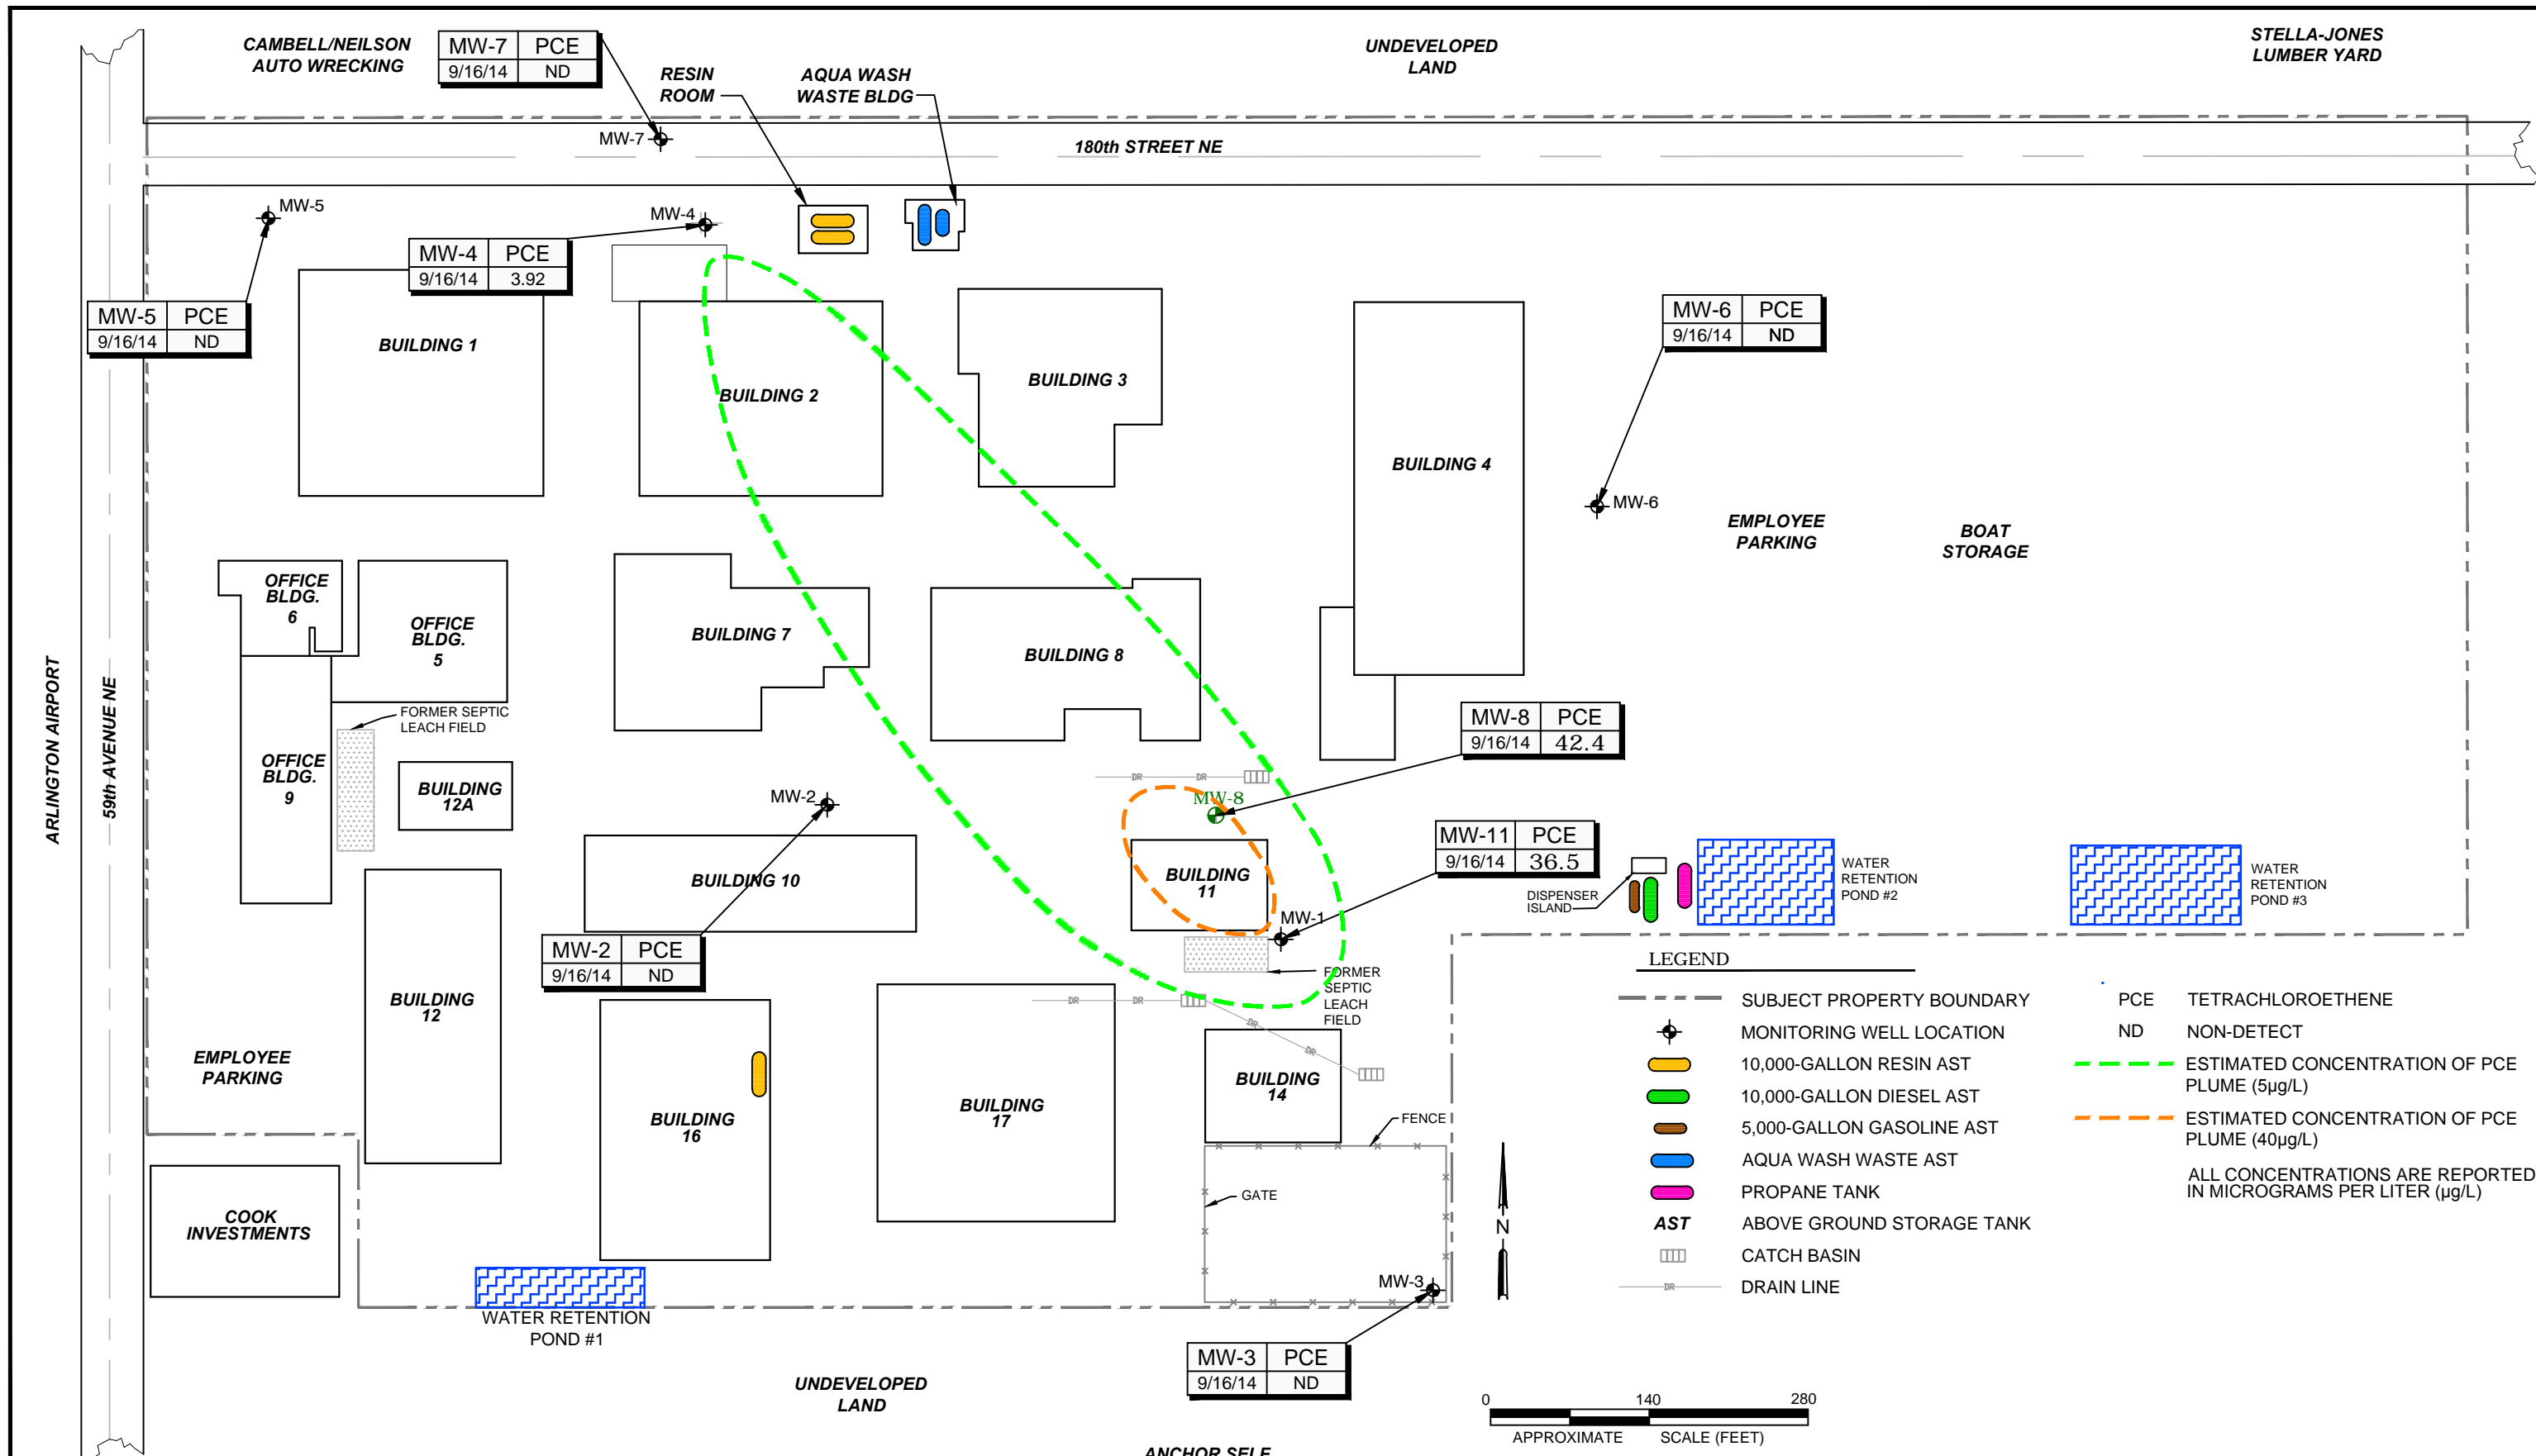 CAMBELL/NEILSON
AUTO WRECKING
MW-7 PCE
9/16/14 ND
RESIN
ROOM
AQUA WASH
WASTE BLDG
UNDEVELOPED
LAND
STELLA-JONES
LUMBER YARD
MW-7
180th STREET NE
MW-5
MW-4
MW-4 PCE
9/16/14 3.92
MW-5 PCE
9/16/14 ND
BUILDING 1
BUILDING 2
BUILDING 3
BUILDING 4
MW-6 PCE
9/16/14 ND
MW-6
EMPLOYEE
PARKING
BOAT
STORAGE
OFFICE
BLDG.
6
OFFICE
BLDG.
5
BUILDING 7
BUILDING 8
ARLINGTON AIRPORT
59th AVENUE NE
FORMER SEPTIC
LEACH FIELD
OFFICE
BLDG.
9
BUILDING
12A
MW-2
DR DR
MW-8
MW-8 PCE
9/16/14 42.4
MW-11 PCE
9/16/14 36.5
BUILDING 10
BUILDING
11
MW-1
DISPENSER
ISLAND
WATER
RETENTION
POND #2
WATER
RETENTION
POND #3
MW-2 PCE
9/16/14 ND
FORMER
SEPTIC
LEACH
FIELD
DR DR
DR
DR
BUILDING
12
EMPLOYEE
PARKING
BUILDING
16
BUILDING
17
BUILDING
14
FENCE
GATE
COOK
INVESTMENTS
WATER RETENTION
POND #1
MW-3
MW-3 PCE
9/16/14 ND
UNDEVELOPED
LAND
ANCHOR SELF
N
LEGEND
SUBJECT PROPERTY BOUNDARY
MONITORING WELL LOCATION
10,000-GALLON RESIN AST
10,000-GALLON DIESEL AST
5,000-GALLON GASOLINE AST
AQUA WASH WASTE AST
PROPANE TANK
AST ABOVE GROUND STORAGE TANK
CATCH BASIN
DR DRAIN LINE
PCE TETRACHLOROETHENE
ND NON-DETECT
ESTIMATED CONCENTRATION OF PCE
PLUME (5µg/L)
ESTIMATED CONCENTRATION OF PCE
PLUME (40µg/L)
ALL CONCENTRATIONS ARE REPORTED
IN MICROGRAMS PER LITER (µg/L)
0 140 280
APPROXIMATE SCALE (FEET)